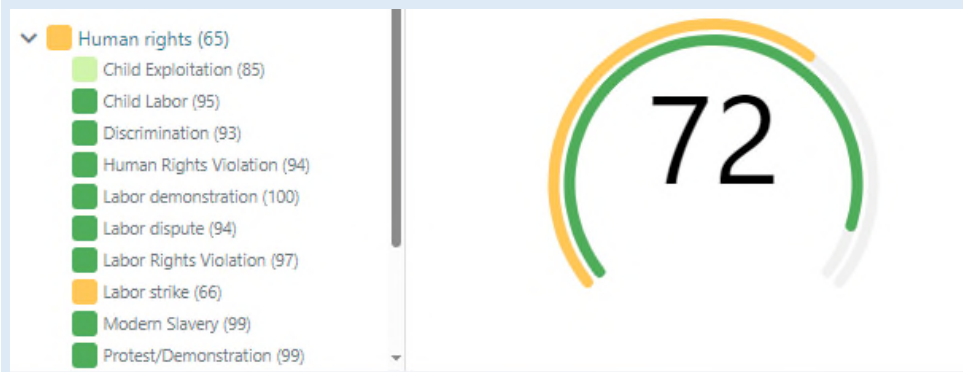 Human rights (65)
Child Exploitation (85)
Child Labor (95)
Discrimination (93)
Human Rights Violation (94)
Labor demonstration (100)
Labor dispute (94)
Labor Rights Violation (97)
Labor strike (66)
Modern Slavery (99)
Protest/Demonstration (99)
72